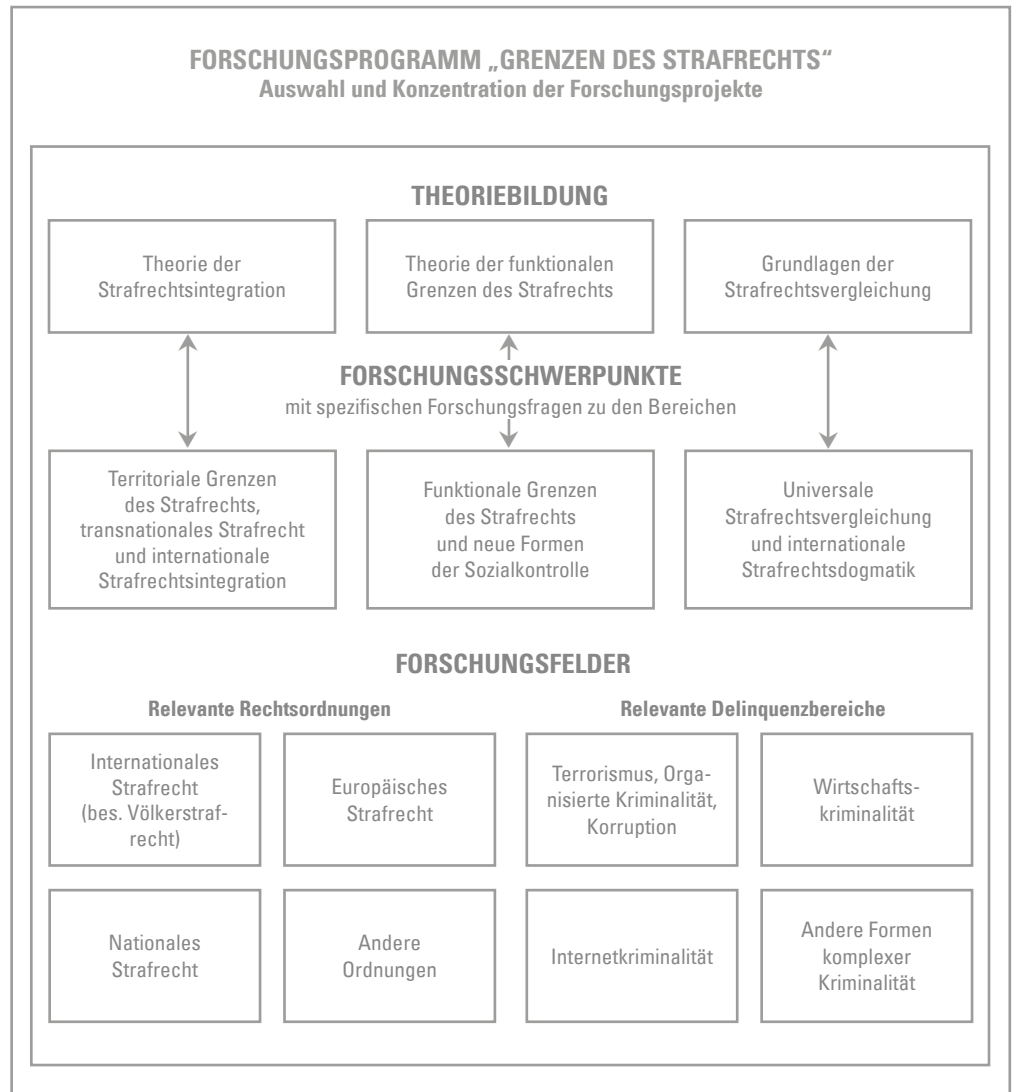 FORSCHUNGSPROGRAMM „GRENZEN DES STRAFRECHTS“
Auswahl und Konzentration der Forschungsprojekte
THEORIEBILDUNG
Theorie der
Strafrechtsintegration
Theorie der funktionalen
Grenzen des Strafrechts
Grundlagen der
Strafrechtsvergleichung
FORSCHUNGSSCHWERPUNKTE
mit spezifischen Forschungsfragen zu den Bereichen
Territoriale Grenzen
des Strafrechts,
transnationales Strafrecht
und internationale
Strafrechtsintegration
Funktionale Grenzen
des Strafrechts
und neue Formen
der Sozialkontrolle
Universale
Strafrechtsvergleichung
und internationale
Strafrechtsdogmatik
FORSCHUNGSFELDER
Relevante Rechtsordnungen
Internationales
Strafrecht
(bes. Völkerstraf-
recht)
Europäisches
Strafrecht
Nationales
Strafrecht
Andere
Ordnungen
Relevante Delinquenzbereiche
Terrorismus, Orga-
nisierte Kriminalität,
Korruption
Wirtschafts-
kriminalität
Internetkriminalität
Andere Formen
komplexer
Kriminalität